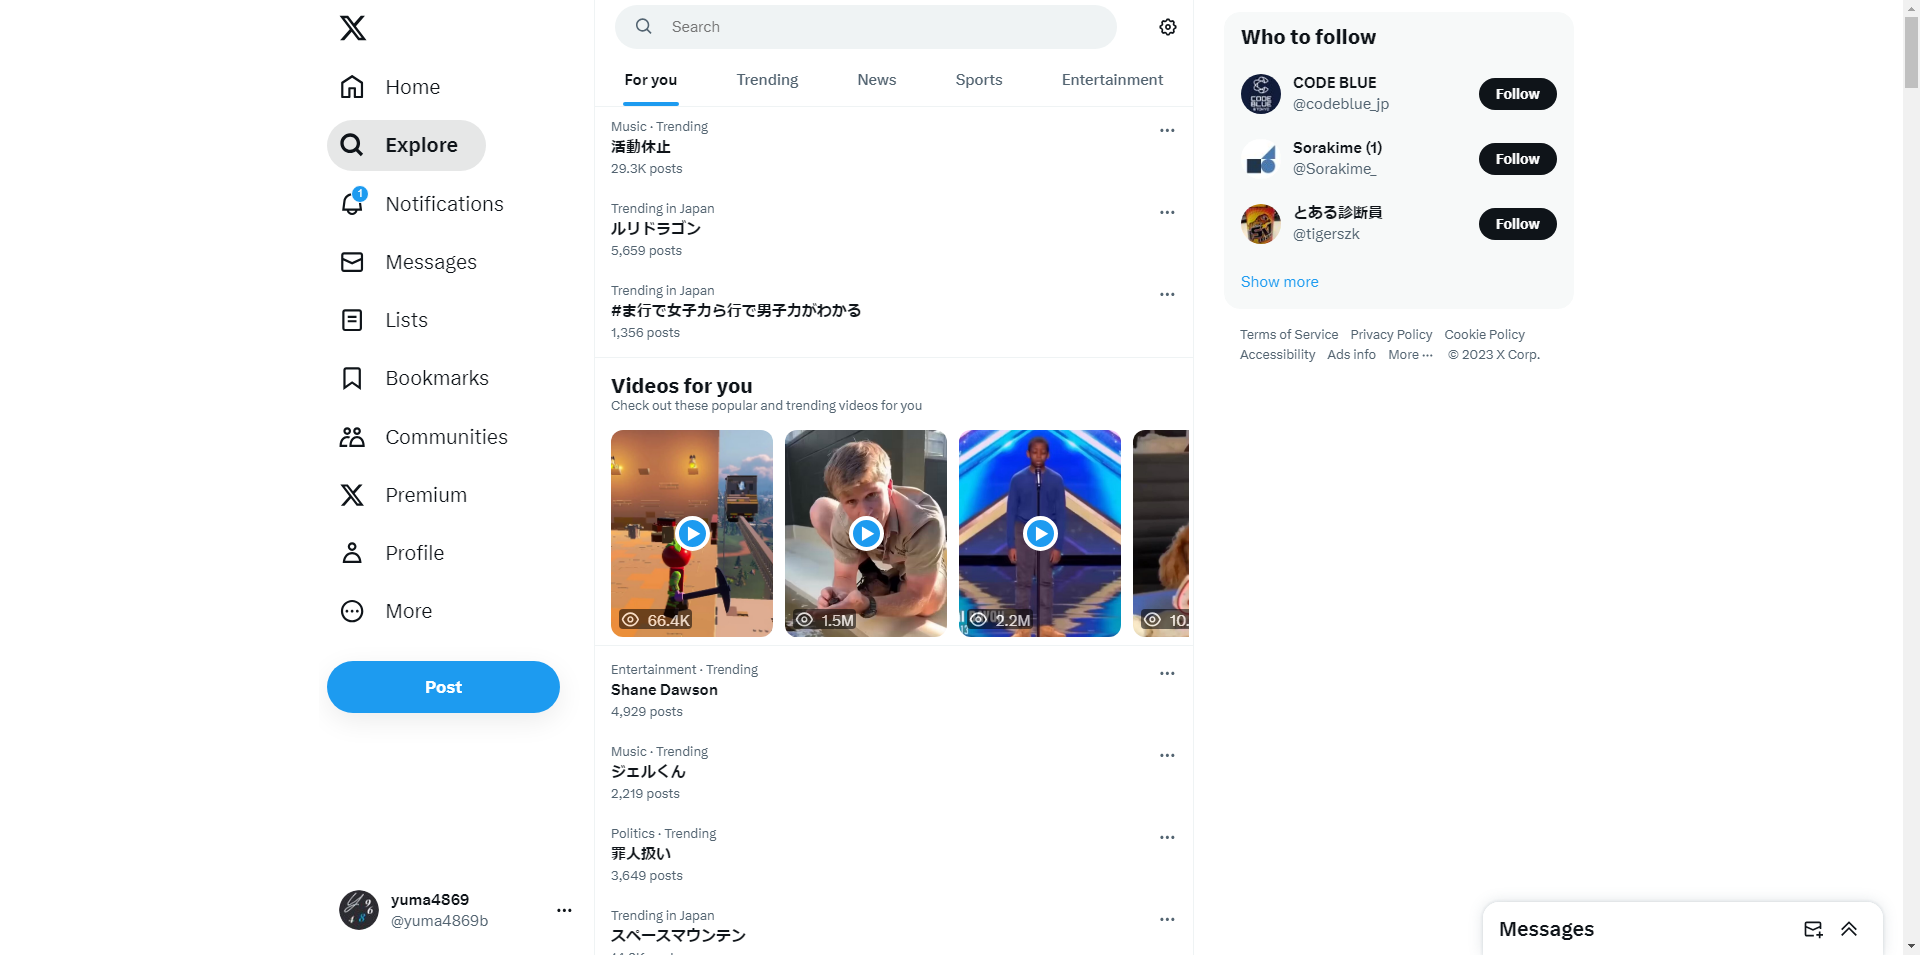 Home
Explore
1
Notifications
Messages
Lists
Bookmarks
Communities
Premium
Profile
More
Post
yuma4869
@yuma4869b
Search
For you
Trending
News
Sports
Entertainment
Music · Trending
活動休止
29.3K posts
Trending in Japan
ルリドラゴン
5,659 posts
Trending in Japan
#ま行で女子力ら行で男子力がわかる
1,356 posts
Videos for you
Check out these popular and trending videos for you
66.4K
1.5M
2.2M
10.
Entertainment · Trending
Shane Dawson
4,929 posts
Music · Trending
ジェルくん
2,219 posts
Politics · Trending
罪人扱い
3,649 posts
Trending in Japan
スペースマウンテン
Who to follow
CODE BLUE
@codeblue_jp
Follow
Sorakime (1)
@Sorakime_
Follow
とある診断員
@tigerszk
Follow
Show more
Terms of Service Privacy Policy Cookie Policy
Accessibility Ads info More ··· © 2023 X Corp.
Messages